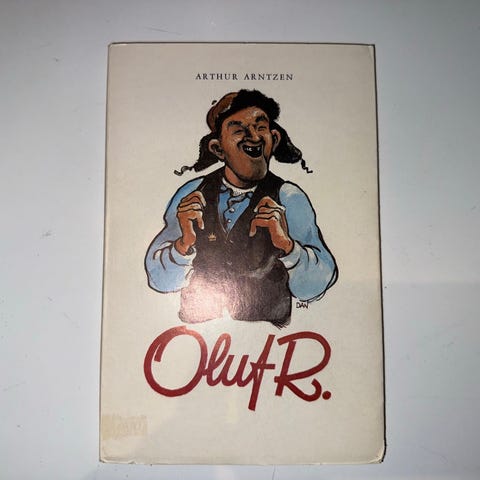 ARTHUR ARNTZEN
DAN
Oluf R.